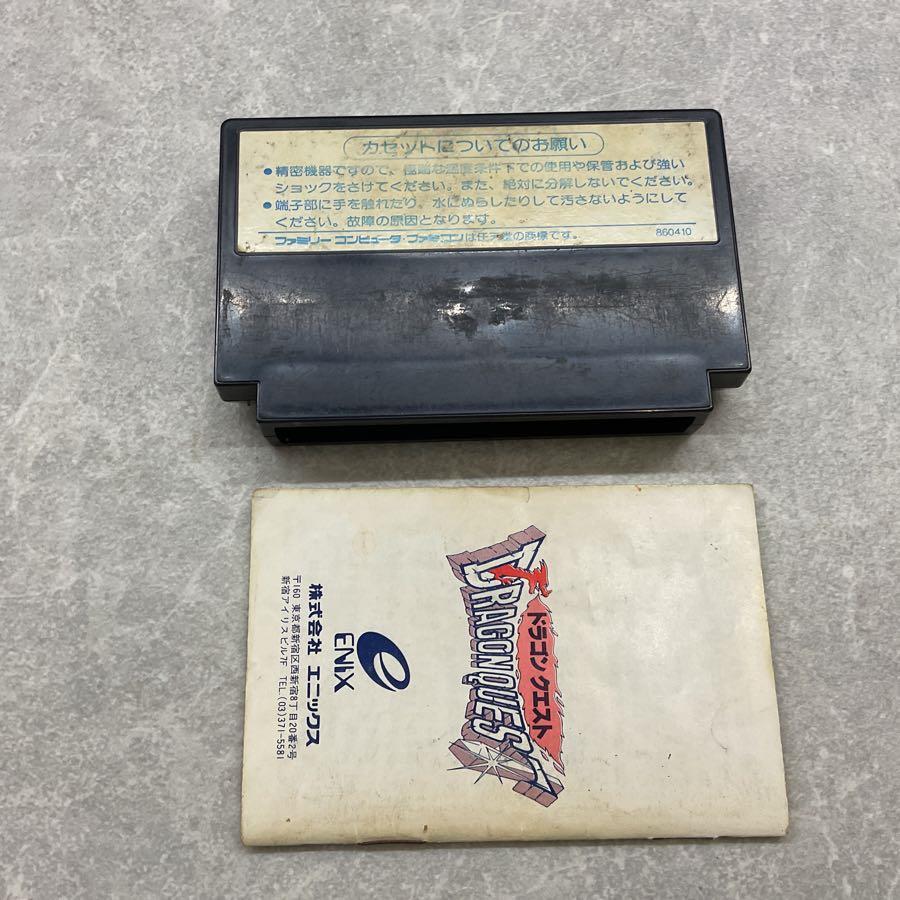 カセットについてのお願い
●精密機器ですので、極端な温度条件下での使用や保管および強い
ショックをさけてください。また、絶対に分解しないでください。
●端子部に手を触れたり、水にぬらしたりして汚さないようにして
ください。故障の原因となります。
ファミリーコンピュータ・ファミコンは任天堂の商標です。
860410
ドラゴンクエスト
DRAGON QUEST
ENIX
株式会社 エニックス
〒160 東京都新宿区西新宿8丁目20番2号
新宿アイリスビル7F TEL.(03)371-5581